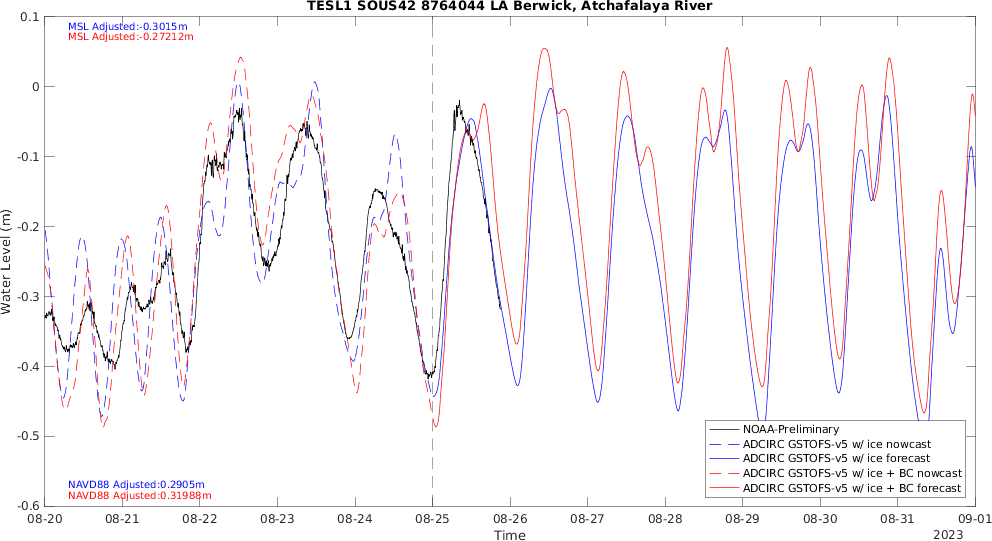 TESL1 SOUS42 8764044 LA Berwick, Atchafalaya River
MSL Adjusted:-0.3015m
MSL Adjusted:-0.27212m
0.1
0
-0.1
-0.2
-0.3
-0.4
-0.5
-0.6
Water Level (m)
NAVD88 Adjusted:0.2905m
NAVD88 Adjusted:0.31988m
NOAA-Preliminary
ADCIRC GSTOFS-v5 w/ ice nowcast
ADCIRC GSTOFS-v5 w/ ice forecast
ADCIRC GSTOFS-v5 w/ ice + BC nowcast
ADCIRC GSTOFS-v5 w/ ice + BC forecast
08-20 08-21 08-22 08-23 08-24 08-25 08-26 08-27 08-28 08-29 08-30 08-31 09-01
Time
2023